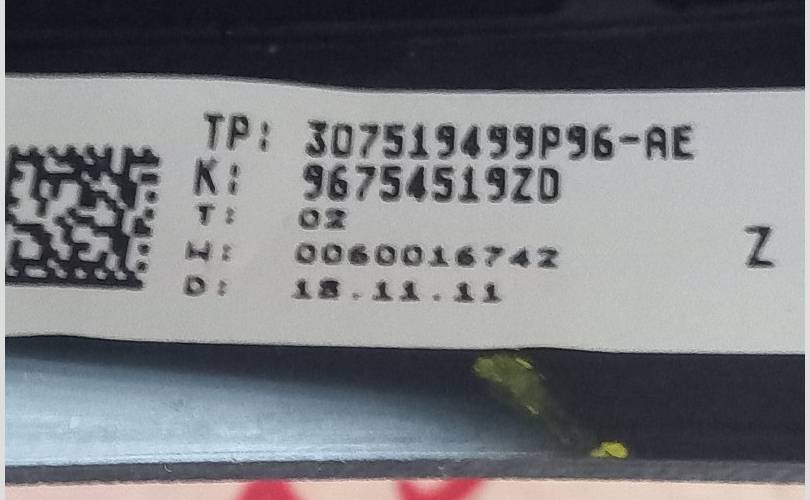 TP: 307519499P96-AE
K: 96754519ZD
T: 02
H: 0060016742
D: 18.11.11
Z